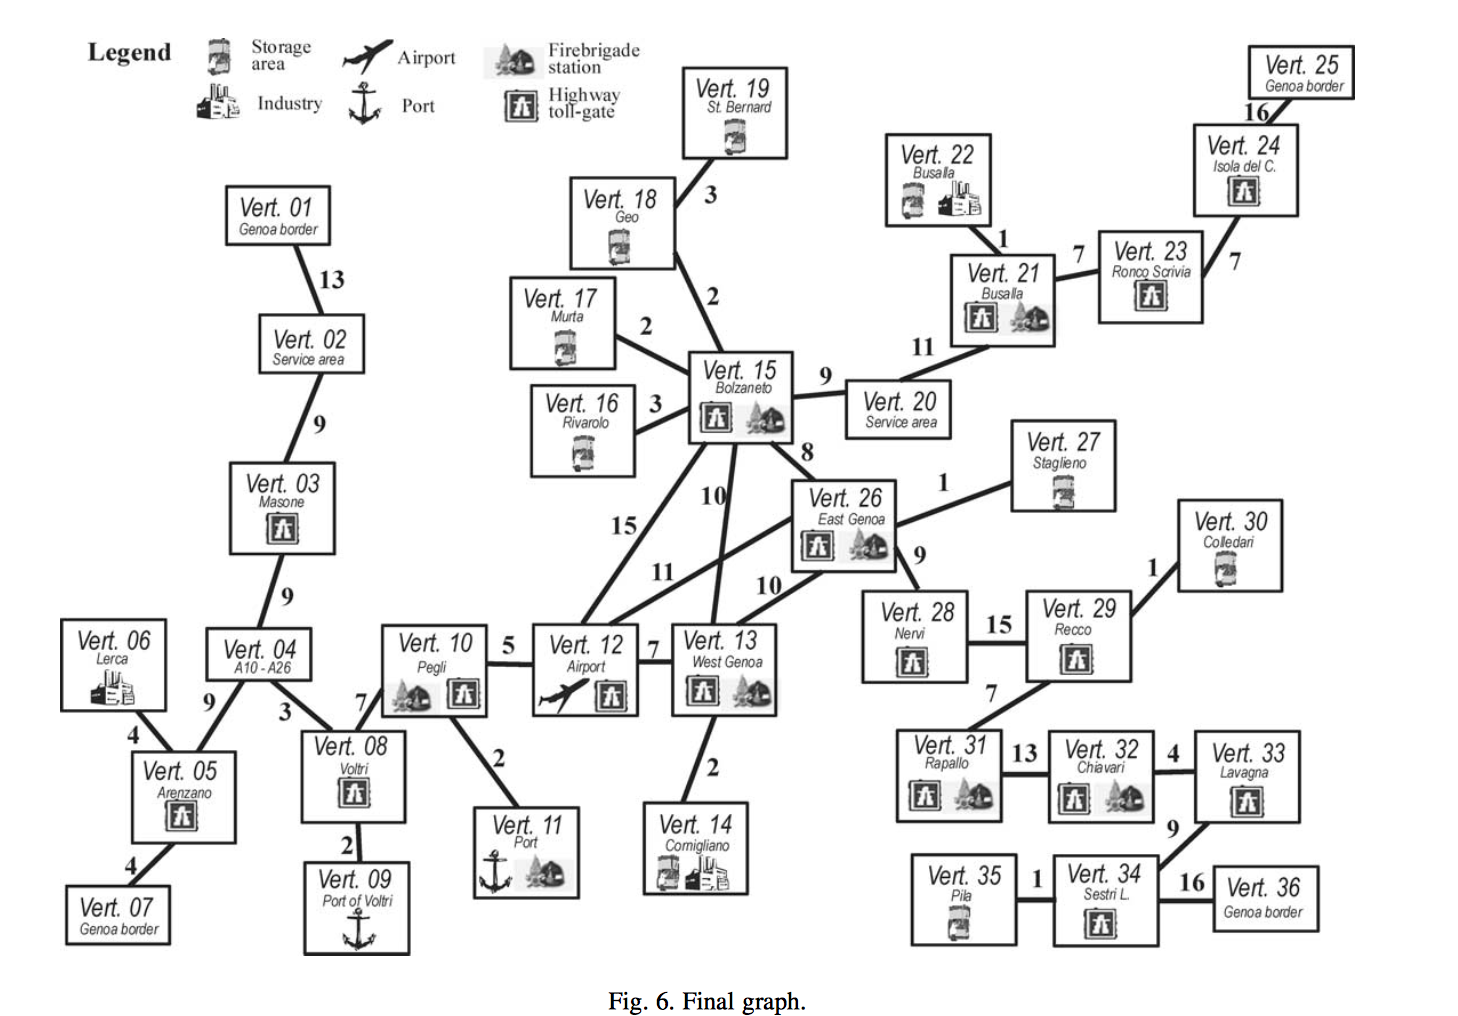 Legend
Storage
area
Airport
Firebrigade
station
Industry
Port
Highway
toll-gate
Vert. 25
Genoa border
16
Vert. 24
Isola del C.
7
Vert. 19
St. Bernard
3
Vert. 22
Busalla
1
Vert. 18
Geo
2
Vert. 01
Genoa border
13
Vert. 21
Busalla
7
Vert. 23
Ronco Scrivia
Vert. 17
Murta
2
Vert. 02
Service area
9
11
Vert. 15
Bolzaneto
9
Vert. 20
Service area
Vert. 16
Rivarolo
3
8
Vert. 27
Staglieno
1
Vert. 03
Masone
9
10
15
11
10
Vert. 26
East Genoa
9
Vert. 30
Colledari
1
Vert. 06
Lerca
4
Vert. 04
A10 - A26
9
3
7
Vert. 10
Pegli
5
Vert. 12
Airport
7
Vert. 13
West Genoa
Vert. 28
Nervi
15
Vert. 29
Recco
7
2
2
Vert. 05
Arenzano
4
Vert. 08
Voltri
2
Vert. 31
Rapallo
13
Vert. 32
Chiavari
4
Vert. 33
Lavagna
9
Vert. 11
Port
Vert. 14
Cornigliano
Vert. 07
Genoa border
Vert. 09
Port of Voltri
Vert. 35
Pila
1
Vert. 34
Sestri L.
16
Vert. 36
Genoa border
Fig. 6. Final graph.